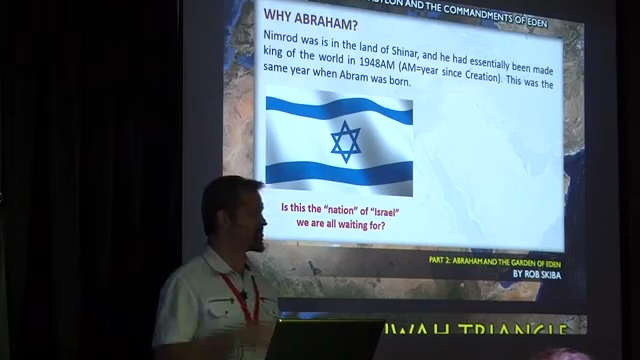 AND THE COMMANDMENTS OF EDEN
WHY ABRAHAM?
Nimrod was is in the land of Shinar, and he had essentially been made
king of the world in 1948AM (AM=year since Creation). This was the
same year when Abram was born.
Is this the “nation” of “Israel”
we are all waiting for?
PART 2: ABRAHAM AND THE GARDEN OF EDEN
BY ROB SKIBA
TRIANGLE